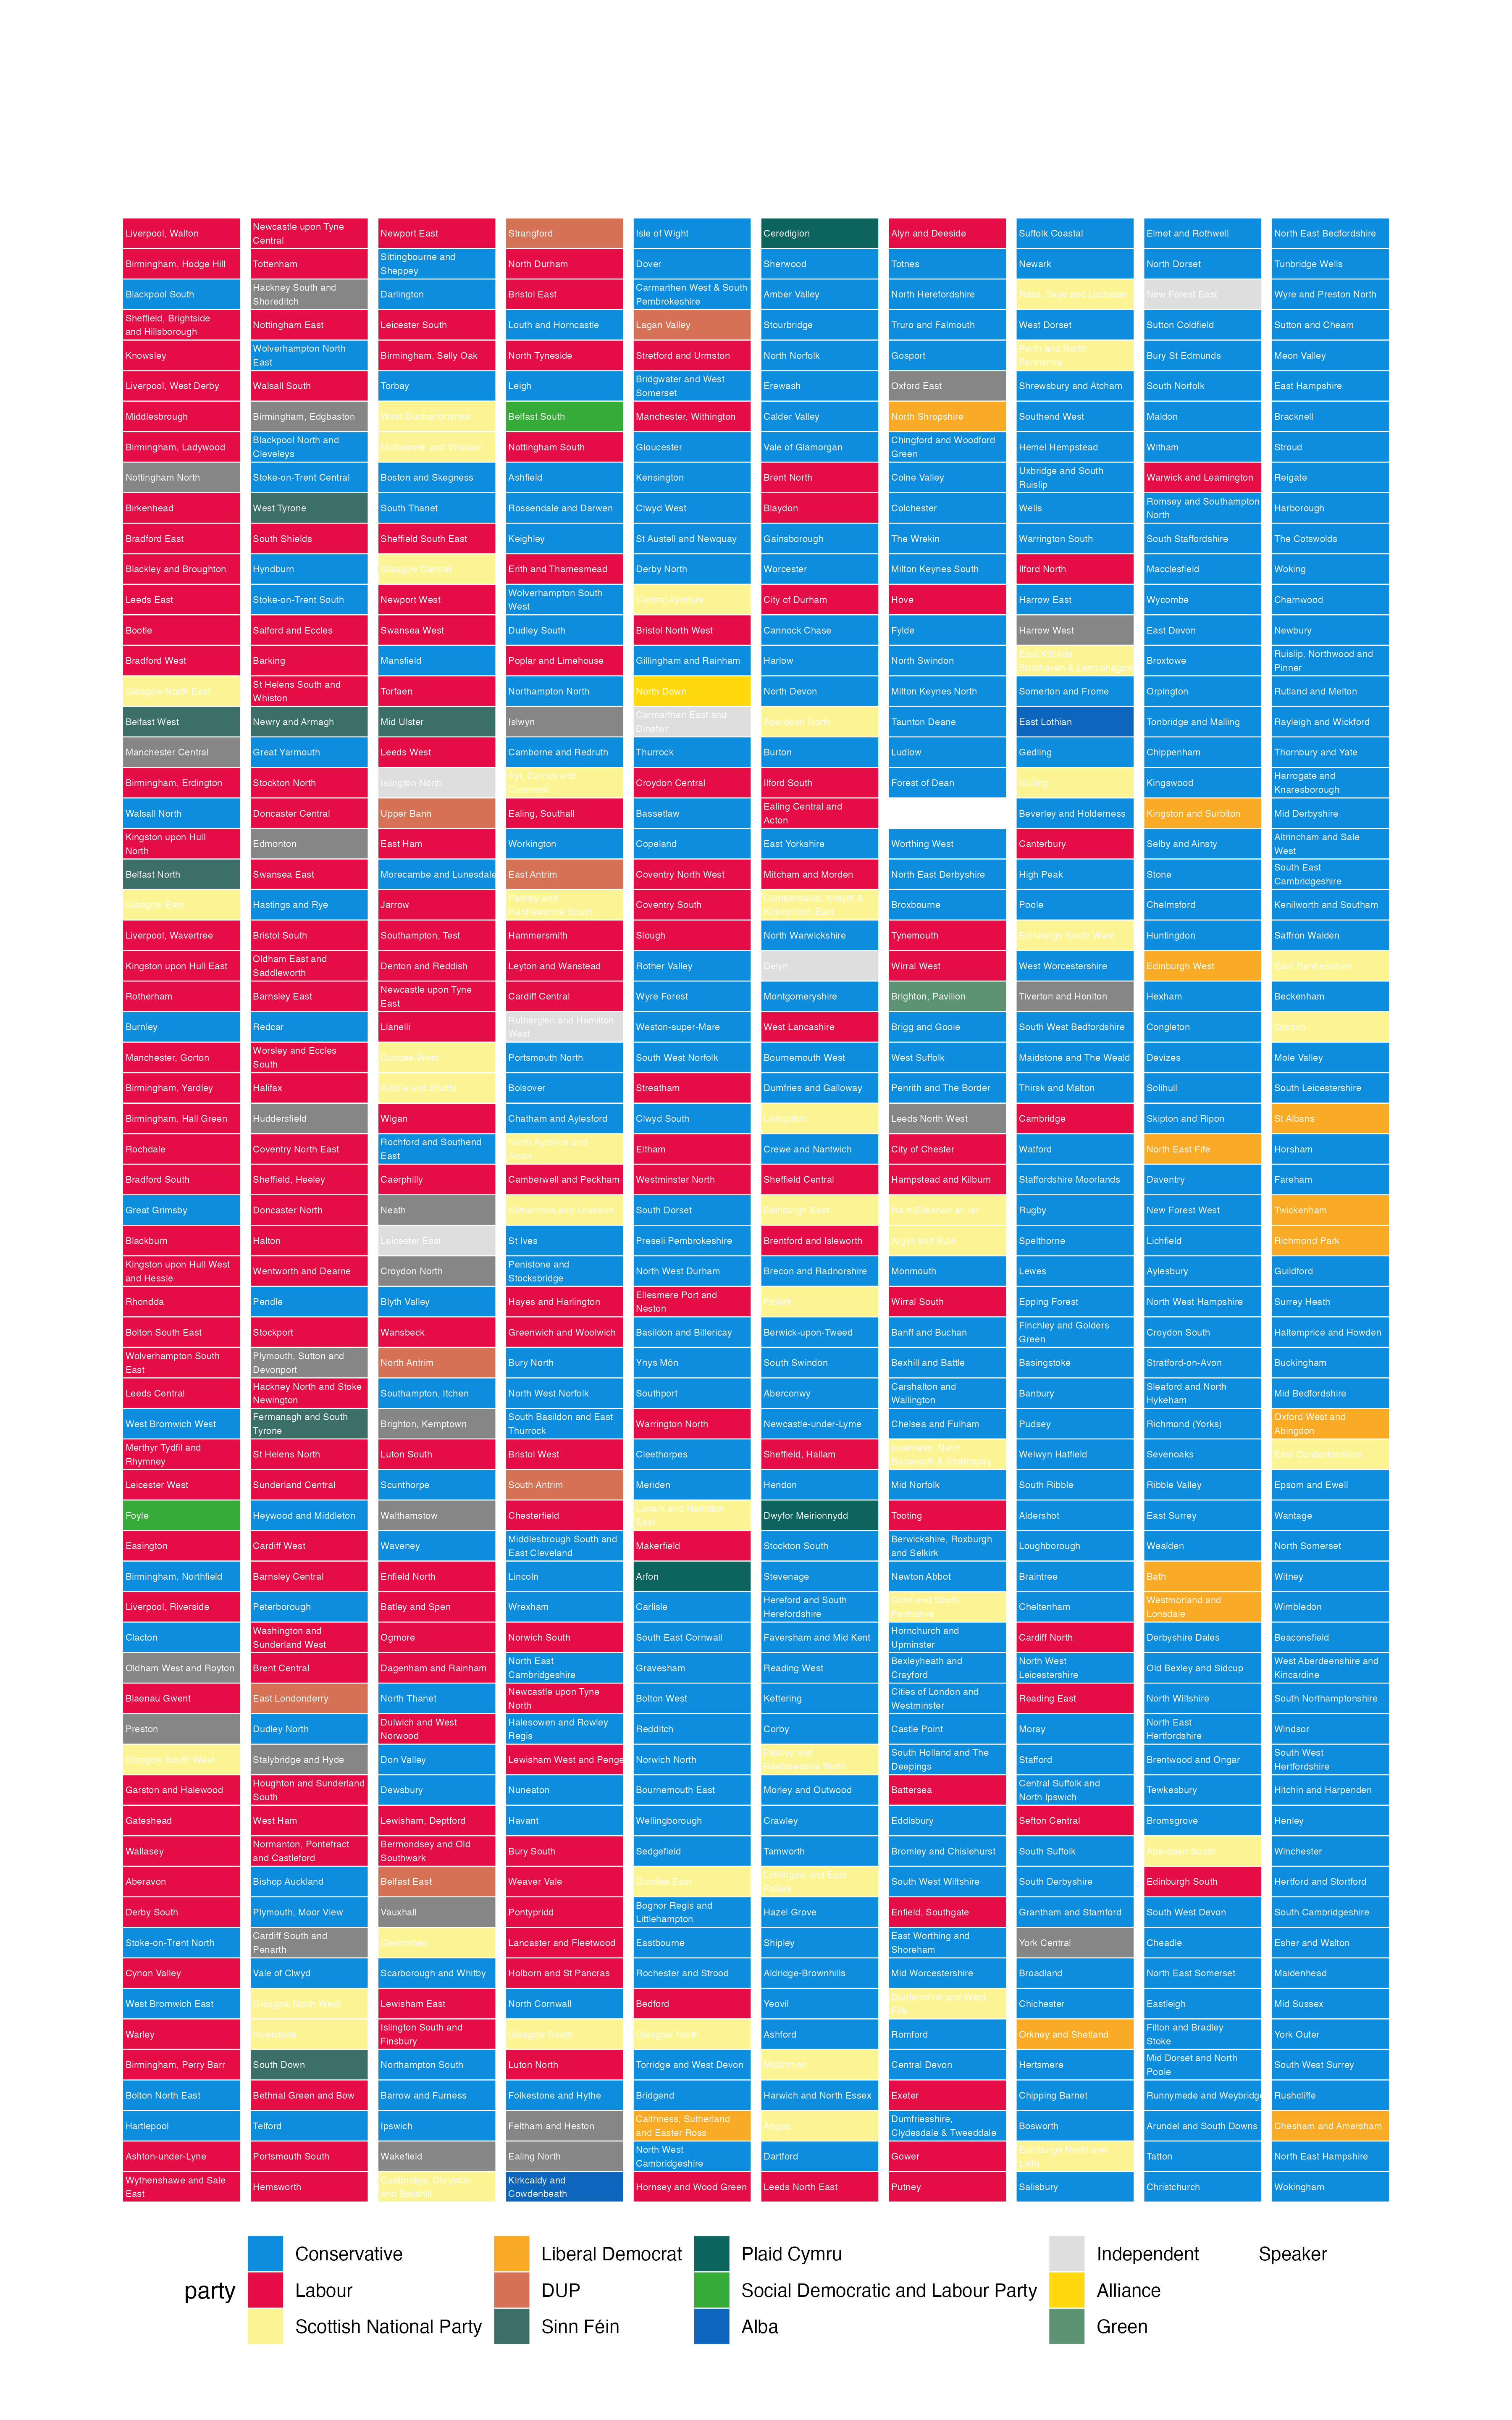 Liverpool, Walton
Birmingham, Hodge Hill
Blackpool South
Sheffield, Brightside
and Hillsborough
Knowsley
Liverpool, West Derby
Middlesbrough
Birmingham, Ladywood
Nottingham North
Birkenhead
Bradford East
Blackley and Broughton
Leeds East
Bootle
Bradford West
Glasgow North East
Belfast West
Manchester Central
Birmingham, Erdington
Walsall North
Kingston upon Hull
North
Belfast North
Glasgow East
Liverpool, Wavertree
Kingston upon Hull East
Rotherham
Burnley
Manchester, Gorton
Birmingham, Yardley
Birmingham, Hall Green
Rochdale
Bradford South
Great Grimsby
Blackburn
Kingston upon Hull West
and Hessle
Rhondda
Bolton South East
Wolverhampton South
East
Leeds Central
West Bromwich West
Merthyr Tydfil and
Rhymney
Leicester West
Foyle
Easington
Birmingham, Northfield
Liverpool, Riverside
Clacton
Oldham West and Royton
Blaenau Gwent
Preston
Glasgow South West
Garston and Halewood
Gateshead
Wallasey
Aberavon
Derby South
Stoke-on-Trent North
Cynon Valley
West Bromwich East
Warley
Birmingham, Perry Barr
Bolton North East
Hartlepool
Ashton-under-Lyne
Wythenshawe and Sale
East
Newcastle upon Tyne
Central
Tottenham
Hackney South and
Shoreditch
Nottingham East
Wolverhampton North
East
Walsall South
Birmingham, Edgbaston
Blackpool North and
Cleveleys
Stoke-on-Trent Central
West Tyrone
South Shields
Hyndburn
Stoke-on-Trent South
Salford and Eccles
Barking
St Helens South and
Whiston
Newry and Armagh
Great Yarmouth
Stockton North
Doncaster Central
Edmonton
Swansea East
Hastings and Rye
Bristol South
Oldham East and
Saddleworth
Barnsley East
Redcar
Worsley and Eccles
South
Halifax
Huddersfield
Coventry North East
Sheffield, Heeley
Doncaster North
Halton
Wentworth and Dearne
Pendle
Stockport
Plymouth, Sutton and
Devonport
Hackney North and Stoke
Newington
Fermanagh and South
Tyrone
St Helens North
Sunderland Central
Heywood and Middleton
Cardiff West
Barnsley Central
Peterborough
Washington and
Sunderland West
Brent Central
East Londonderry
Dudley North
Stalybridge and Hyde
Houghton and Sunderland
South
West Ham
Normanton, Pontefract
and Castleford
Bishop Auckland
Plymouth, Moor View
Cardiff South and
Penarth
Vale of Clwyd
Glasgow North West
Inverclyde
South Down
Bethnal Green and Bow
Telford
Portsmouth South
Hemsworth
Newport East
Sittingbourne and
Sheppey
Darlington
Leicester South
Birmingham, Selly Oak
Torbay
West Dunbartonshire
Motherwell and Wishaw
Boston and Skegness
South Thanet
Sheffield South East
Glasgow Central
Newport West
Swansea West
Mansfield
Torfaen
Mid Ulster
Leeds West
Islington North
Upper Bann
East Ham
Morecambe and Lunesdale
Jarrow
Southampton, Test
Denton and Reddish
Newcastle upon Tyne
East
Llanelli
Dundee West
Airdrie and Shotts
Wigan
Rochford and Southend
East
Caerphilly
Neath
Leicester East
Croydon North
Blyth Valley
Wansbeck
North Antrim
Southampton, Itchen
Brighton, Kemptown
Luton South
Scunthorpe
Walthamstow
Waveney
Enfield North
Batley and Spen
Ogmore
Dagenham and Rainham
North Thanet
Dulwich and West
Norwood
Don Valley
Dewsbury
Lewisham, Deptford
Bermondsey and Old
Southwark
Belfast East
Vauxhall
Glenrothes
Scarborough and Whitby
Lewisham East
Islington South and
Finsbury
Northampton South
Barrow and Furness
Ipswich
Wakefield
Coatbridge, Chryston
and Bellshill
Strangford
North Durham
Bristol East
Louth and Horncastle
North Tyneside
Leigh
Belfast South
Nottingham South
Ashfield
Rossendale and Darwen
Keighley
Erith and Thamesmead
Wolverhampton South
West
Dudley South
Poplar and Limehouse
Northampton North
Islwyn
Camborne and Redruth
Ayr, Carrick and
Cumnock
Ealing, Southall
Workington
East Antrim
Paisley and
Renfrewshire South
Hammersmith
Leyton and Wanstead
Cardiff Central
Rutherglen and Hamilton
West
Portsmouth North
Bolsover
Chatham and Aylesford
North Ayrshire and
Arran
Camberwell and Peckham
Kilmarnock and Loudoun
St Ives
Penistone and
Stocksbridge
Hayes and Harlington
Greenwich and Woolwich
Bury North
North West Norfolk
South Basildon and East
Thurrock
Bristol West
South Antrim
Chesterfield
Middlesbrough South and
East Cleveland
Lincoln
Wrexham
Norwich South
North East
Cambridgeshire
Newcastle upon Tyne
North
Halesowen and Rowley
Regis
Lewisham West and Penge
Nuneaton
Havant
Bury South
Weaver Vale
Pontypridd
Lancaster and Fleetwood
Holborn and St Pancras
North Cornwall
Glasgow South
Luton North
Folkestone and Hythe
Feltham and Heston
Ealing North
Kirkcaldy and
Cowdenbeath
Isle of Wight
Dover
Carmarthen West & South
Pembrokeshire
Lagan Valley
Stretford and Urmston
Bridgwater and West
Somerset
Manchester, Withington
Gloucester
Kensington
Clwyd West
St Austell and Newquay
Derby North
Central Ayrshire
Bristol North West
Gillingham and Rainham
North Down
Carmarthen East and
Dinefwr
Thurrock
Croydon Central
Bassetlaw
Copeland
Coventry North West
Coventry South
Slough
Rother Valley
Wyre Forest
Weston-super-Mare
South West Norfolk
Streatham
Clwyd South
Eltham
Westminster North
South Dorset
Preseli Pembrokeshire
North West Durham
Ellesmere Port and
Neston
Basildon and Billericay
Ynys Môn
Southport
Warrington North
Cleethorpes
Meriden
Lanark and Hamilton
East
Makerfield
Arfon
Carlisle
South East Cornwall
Gravesham
Bolton West
Redditch
Norwich North
Bournemouth East
Wellingborough
Sedgefield
Dundee East
Bognor Regis and
Littlehampton
Eastbourne
Rochester and Strood
Bedford
Glasgow North
Torridge and West Devon
Bridgend
Caithness, Sutherland
and Easter Ross
North West
Cambridgeshire
Hornsey and Wood Green
Ceredigion
Sherwood
Amber Valley
Stourbridge
North Norfolk
Erewash
Calder Valley
Vale of Glamorgan
Brent North
Blaydon
Gainsborough
Worcester
City of Durham
Cannock Chase
Harlow
North Devon
Aberdeen North
Burton
Ilford South
Ealing Central and
Acton
East Yorkshire
Mitcham and Morden
Cumbernauld, Kilsyth &
Kirkintilloch East
North Warwickshire
Delyn
Montgomeryshire
West Lancashire
Bournemouth West
Dumfries and Galloway
Livingston
Crewe and Nantwich
Sheffield Central
Edinburgh East
Brentford and Isleworth
Brecon and Radnorshire
Falkirk
Berwick-upon-Tweed
South Swindon
Aberconwy
Newcastle-under-Lyme
Sheffield, Hallam
Hendon
Dwyfor Meirionnydd
Stockton South
Stevenage
Hereford and South
Herefordshire
Faversham and Mid Kent
Reading West
Kettering
Corby
Paisley and
Renfrewshire North
Morley and Outwood
Crawley
Tamworth
Linlithgow and East
Falkirk
Hazel Grove
Shipley
Aldridge-Brownhills
Yeovil
Ashford
Midlothian
Harwich and North Essex
Angus
Dartford
Leeds North East
Alyn and Deeside
Totnes
North Herefordshire
Truro and Falmouth
Gosport
Oxford East
North Shropshire
Chingford and Woodford
Green
Colne Valley
Colchester
The Wrekin
Milton Keynes South
Hove
Fylde
North Swindon
Milton Keynes North
Taunton Deane
Ludlow
Forest of Dean
Worthing West
North East Derbyshire
Broxbourne
Tynemouth
Wirral West
Brighton, Pavilion
Brigg and Goole
West Suffolk
Penrith and The Border
Leeds North West
City of Chester
Hampstead and Kilburn
Na h-Eileanan an Iar
Argyll and Bute
Monmouth
Wirral South
Banff and Buchan
Bexhill and Battle
Carshalton and
Wallington
Chelsea and Fulham
Inverness, Nairn,
Badenoch & Strathspey
Mid Norfolk
Tooting
Berwickshire, Roxburgh
and Selkirk
Newton Abbot
Ochil and South
Perthshire
Hornchurch and
Upminster
Bexleyheath and
Crayford
Cities of London and
Westminster
Castle Point
South Holland and The
Deepings
Battersea
Eddisbury
Bromley and Chislehurst
South West Wiltshire
Enfield, Southgate
East Worthing and
Shoreham
Mid Worcestershire
Dunfermline and West
Fife
Romford
Central Devon
Exeter
Dumfriesshire,
Clydesdale & Tweeddale
Gower
Putney
Suffolk Coastal
Newark
Ross, Skye and Lochaber
West Dorset
Perth and North
Perthshire
Shrewsbury and Atcham
Southend West
Hemel Hempstead
Uxbridge and South
Ruislip
Wells
Warrington South
Ilford North
Harrow East
Harrow West
East Kilbride,
Strathaven & Lesmahagow
Somerton and Frome
East Lothian
Gedling
Stirling
Beverley and Holderness
Canterbury
High Peak
Poole
Edinburgh South West
West Worcestershire
Tiverton and Honiton
South West Bedfordshire
Maidstone and The Weald
Thirsk and Malton
Cambridge
Watford
Staffordshire Moorlands
Rugby
Spelthorne
Lewes
Epping Forest
Finchley and Golders
Green
Basingstoke
Banbury
Pudsey
Welwyn Hatfield
South Ribble
Aldershot
Loughborough
Braintree
Cheltenham
Cardiff North
North West
Leicestershire
Reading East
Moray
Stafford
Central Suffolk and
North Ipswich
Sefton Central
South Suffolk
South Derbyshire
Grantham and Stamford
York Central
Broadland
Chichester
Orkney and Shetland
Hertsmere
Chipping Barnet
Bosworth
Edinburgh North and
Leith
Salisbury
Elmet and Rothwell
North Dorset
New Forest East
Sutton Coldfield
Bury St Edmunds
South Norfolk
Maldon
Witham
Warwick and Leamington
Romsey and Southampton
North
South Staffordshire
Macclesfield
Wycombe
East Devon
Broxtowe
Orpington
Tonbridge and Malling
Chippenham
Kingswood
Kingston and Surbiton
Selby and Ainsty
Stone
Chelmsford
Huntingdon
Edinburgh West
Hexham
Congleton
Devizes
Solihull
Skipton and Ripon
North East Fife
Daventry
New Forest West
Lichfield
Aylesbury
North West Hampshire
Croydon South
Stratford-on-Avon
Sleaford and North
Hykeham
Richmond (Yorks)
Sevenoaks
Ribble Valley
East Surrey
Wealden
Bath
Westmorland and
Lonsdale
Derbyshire Dales
Old Bexley and Sidcup
North Wiltshire
North East
Hertfordshire
Brentwood and Ongar
Tewkesbury
Bromsgrove
Aberdeen South
Edinburgh South
South West Devon
Cheadle
North East Somerset
Eastleigh
Filton and Bradley
Stoke
Mid Dorset and North
Poole
Runnymede and Weybridge
Arundel and South Downs
Tatton
Christchurch
North East Bedfordshire
Tunbridge Wells
Wyre and Preston North
Sutton and Cheam
Meon Valley
East Hampshire
Bracknell
Stroud
Reigate
Harborough
The Cotswolds
Woking
Charnwood
Newbury
Ruislip, Northwood and
Pinner
Rutland and Melton
Rayleigh and Wickford
Thornbury and Yate
Harrogate and
Knaresborough
Mid Derbyshire
Altrincham and Sale
West
South East
Cambridgeshire
Kenilworth and Southam
Saffron Walden
East Renfrewshire
Beckenham
Gordon
Mole Valley
South Leicestershire
St Albans
Horsham
Fareham
Twickenham
Richmond Park
Guildford
Surrey Heath
Haltemprice and Howden
Buckingham
Mid Bedfordshire
Oxford West and
Abingdon
East Dunbartonshire
Epsom and Ewell
Wantage
North Somerset
Witney
Wimbledon
Beaconsfield
West Aberdeenshire and
Kincardine
South Northamptonshire
Windsor
South West
Hertfordshire
Hitchin and Harpenden
Henley
Winchester
Hertford and Stortford
South Cambridgeshire
Esher and Walton
Maidenhead
Mid Sussex
York Outer
South West Surrey
Rushcliffe
Chesham and Amersham
North East Hampshire
Wokingham
party
Conservative
Labour
Scottish National Party
Liberal Democrat
DUP
Sinn Féin
Plaid Cymru
Social Democratic and Labour Party
Alba
Independent
Alliance
Green
Speaker